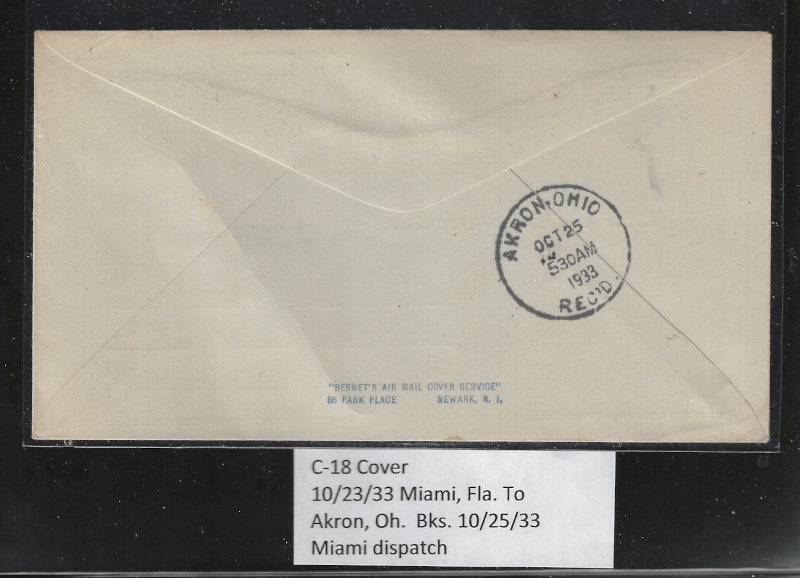 AKRON, OHIO
OCT 25
530AM
1933
REC'D.
"BERNET'S AIR MAIL COVER SERVICE"
86 PARK PLACE NEWARK, N. J.
C-18 Cover
10/23/33 Miami, Fla. To
Akron, Oh. Bks. 10/25/33
Miami dispatch